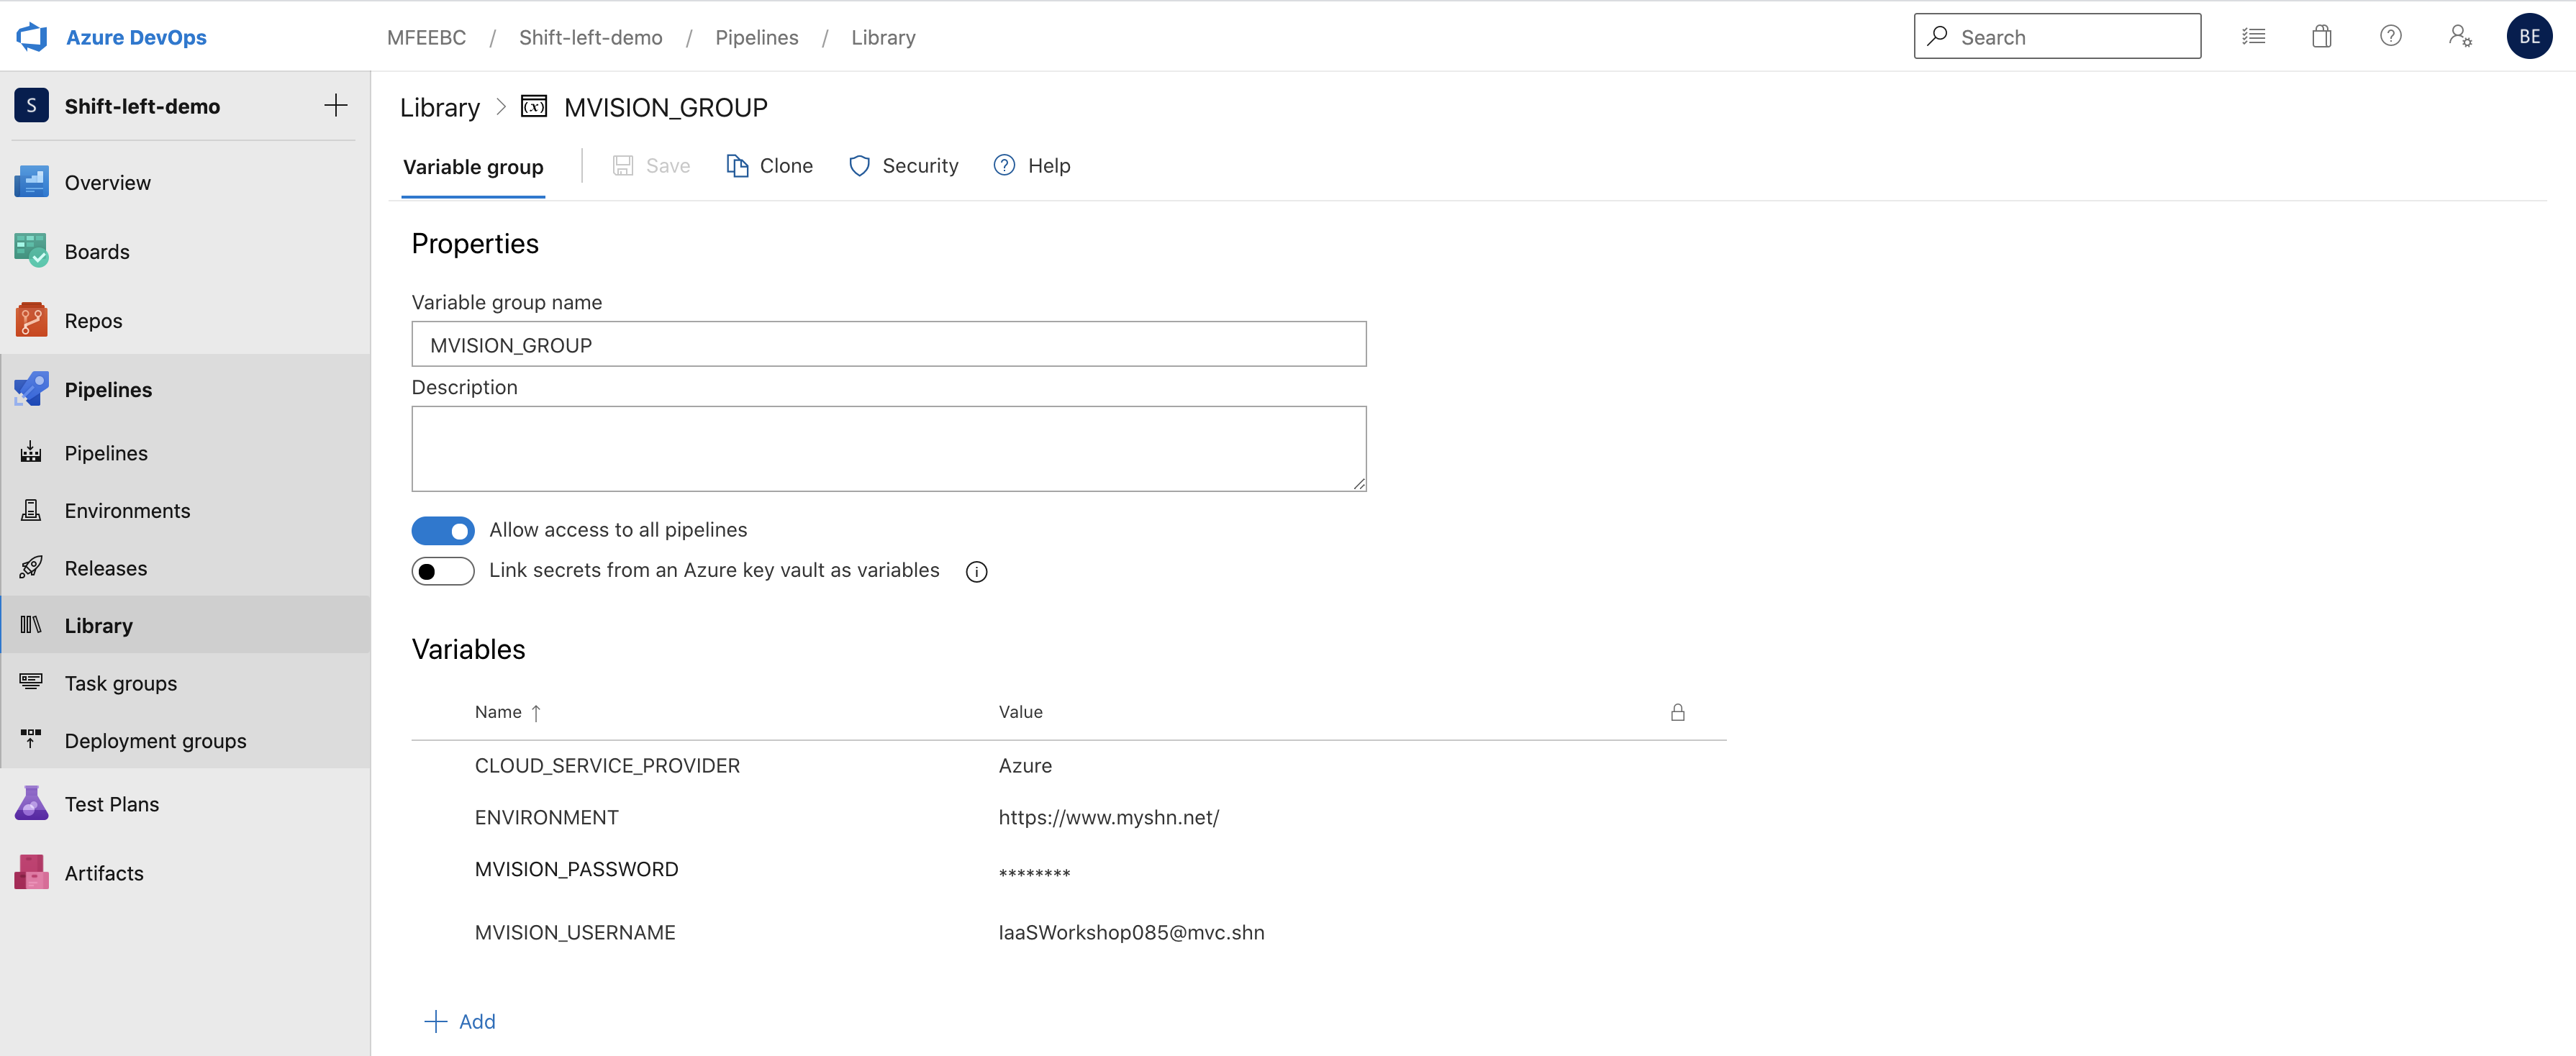 Azure DevOps
MFEEBC / Shift-left-demo / Pipelines / Library
Search
BE
S Shift-left-demo
Overview
Boards
Repos
Pipelines
Pipelines
Environments
Releases
Library
Task groups
Deployment groups
Test Plans
Artifacts
Library > (x) MVISION_GROUP
Variable group
Save
Clone
Security
Help
Properties
Variable group name
MVISION_GROUP
Description
Allow access to all pipelines
Link secrets from an Azure key vault as variables
Variables
Name ↑ Value
CLOUD_SERVICE_PROVIDER Azure
ENVIRONMENT https://www.myshn.net/
MVISION_PASSWORD ********
MVISION_USERNAME IaaSWorkshop085@mvc.shn
+ Add